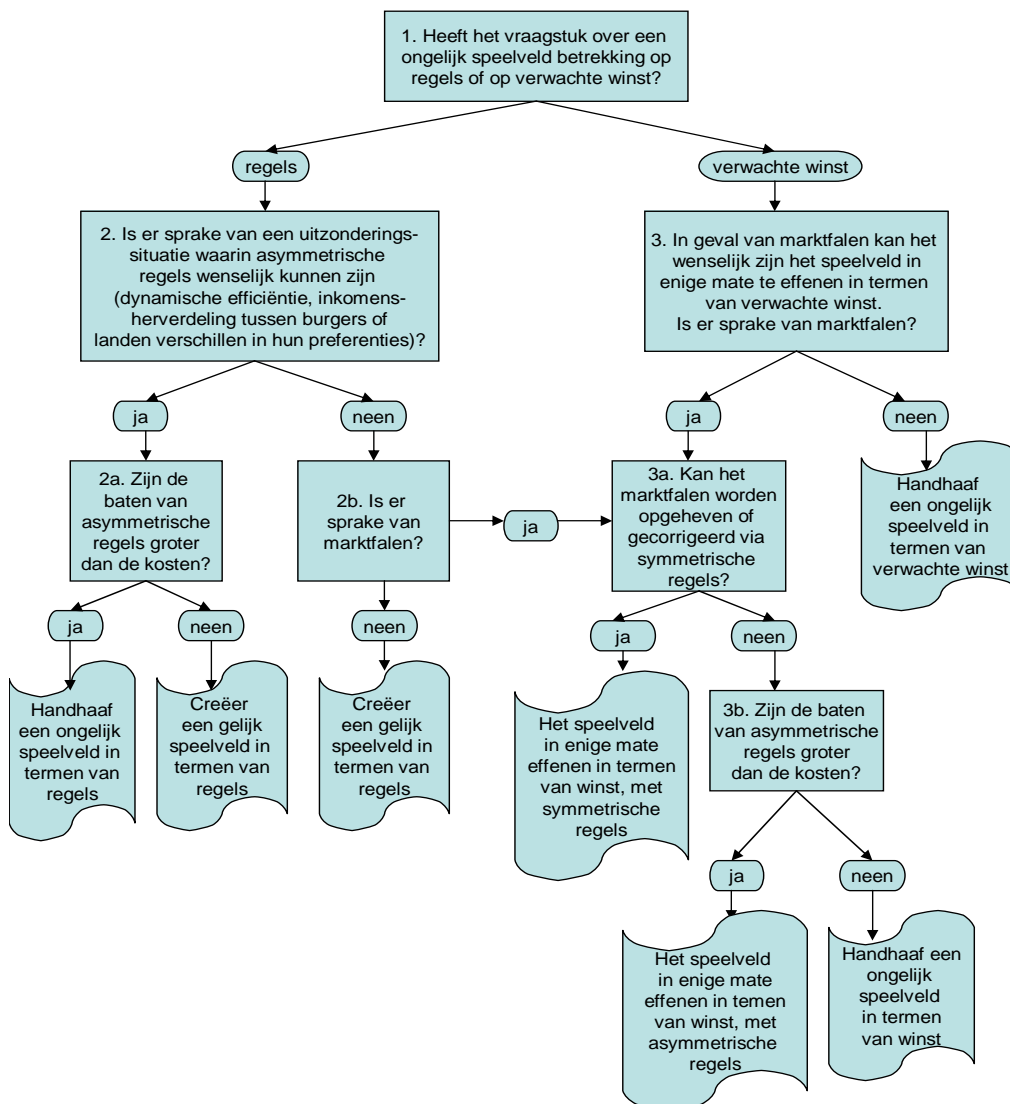 1. Heeft het vraagstuk over een
ongelijk speelveld betrekking op
regels of op verwachte winst?
regels
verwachte winst
2. Is er sprake van een uitzonderings-
situatie waarin asymmetrische
regels wenselijk kunnen zijn
(dynamische efficiëntie, inkomens-
herverdeling tussen burgers of
landen verschillen in hun preferenties)?
3. In geval van marktfalen kan het
wenselijk zijn het speelveld in
enige mate te effenen in termen
van verwachte winst.
Is er sprake van marktfalen?
ja
neen
ja
neen
2a. Zijn de
baten van
asymmetrische
regels groter
dan de kosten?
2b. Is er
sprake van
marktfalen?
ja
3a. Kan het
marktfalen worden
opgeheven of
gecorrigeerd via
symmetrische
regels?
Handhaaf
een ongelijk
speelveld in
termen van
verwachte winst
ja
neen
neen
ja
neen
Handhaaf
een ongelijk
speelveld in
termen van
regels
Creëer
een gelijk
speelveld in
termen van
regels
Creëer
een gelijk
speelveld in
termen van
regels
Het speelveld
in enige mate
effenen in termen
van winst, met
symmetrische
regels
3b. Zijn de baten
van asymmetrische
regels groter
dan de kosten?
ja
neen
Het speelveld
in enige mate
effenen in temen
van winst, met
asymmetrische
regels
Handhaaf een
ongelijk
speelveld
in termen
van winst